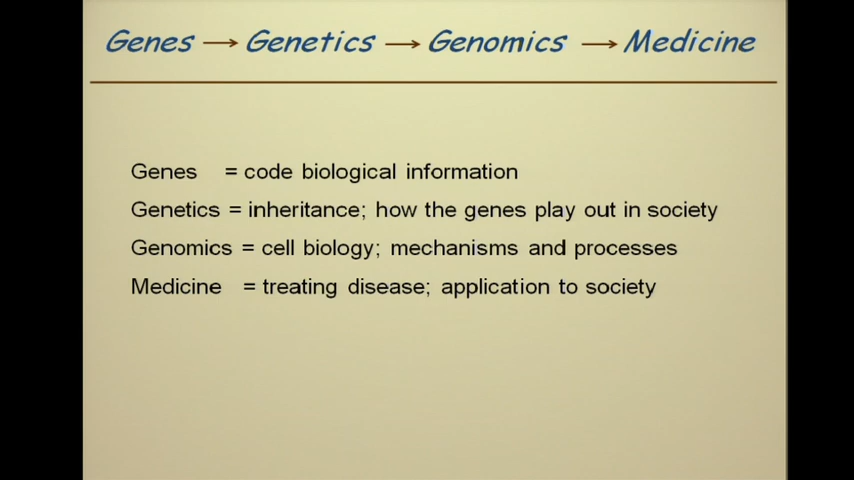 Genes → Genetics → Genomics → Medicine
Genes = code biological information
Genetics = inheritance; how the genes play out in society
Genomics = cell biology; mechanisms and processes
Medicine = treating disease; application to society